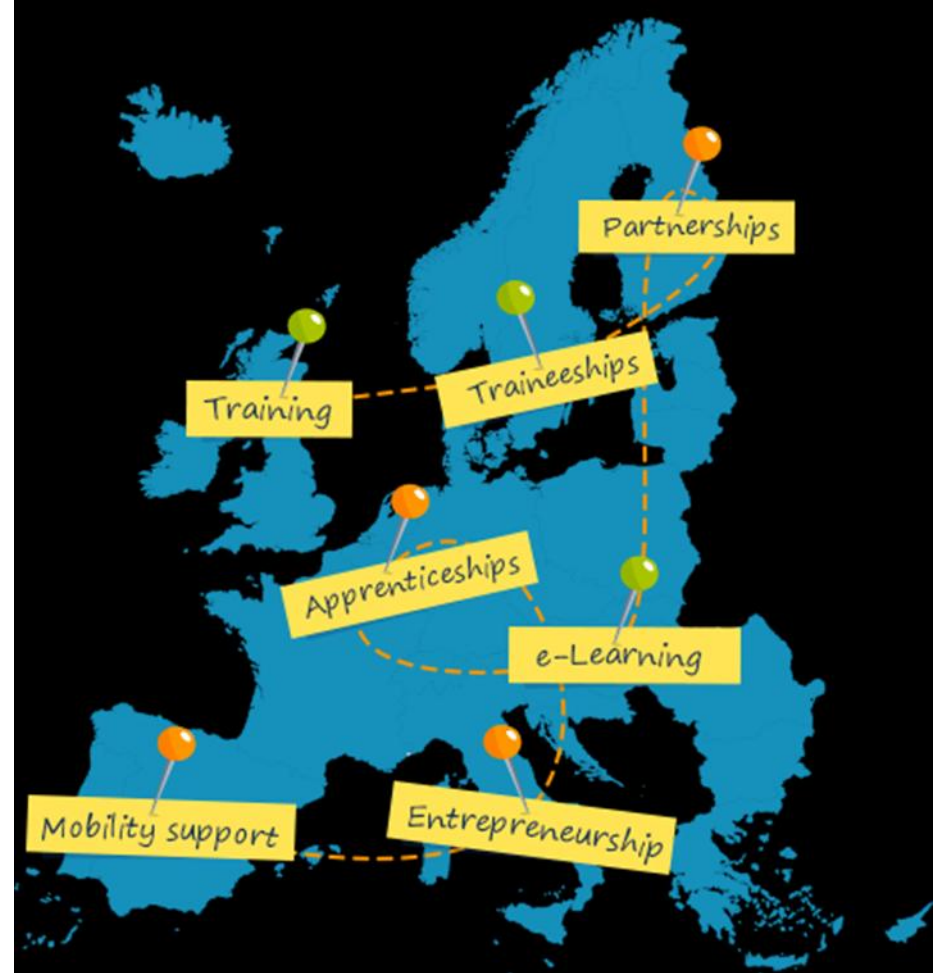 Partnerships
Traineeships
Training
Apprenticeships
e-Learning
Mobility support
Entrepreneurship